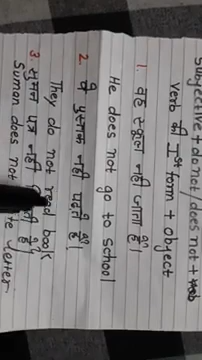 Subject + do not / does not +
Verb की Ist form + object
1. वह स्कूल नही जाता है।
He does not go to school
2. वे पुस्तक नही पढ़ते है।
They do not read book
3. सुमन पत्र नही है।
Suman does not